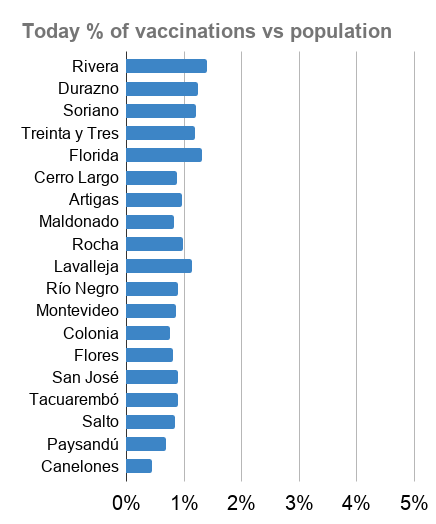 Today % of vaccinations vs population
Rivera
Durazno
Soriano
Treinta y Tres
Florida
Cerro Largo
Artigas
Maldonado
Rocha
Lavalleja
Río Negro
Montevideo
Colonia
Flores
San José
Tacuarembó
Salto
Paysandú
Canelones
0% 1% 2% 3% 4% 5%